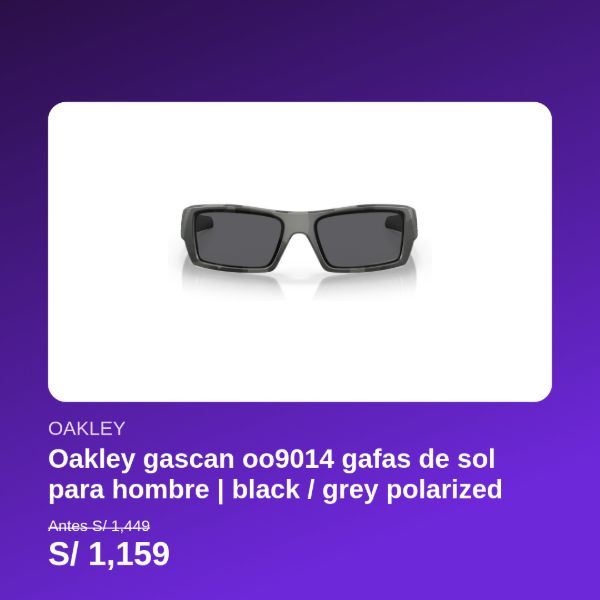 OAKLEY
Oakley gascan oo9014 gafas de sol
para hombre | black / grey polarized
Antes S/ 1,449
S/ 1,159